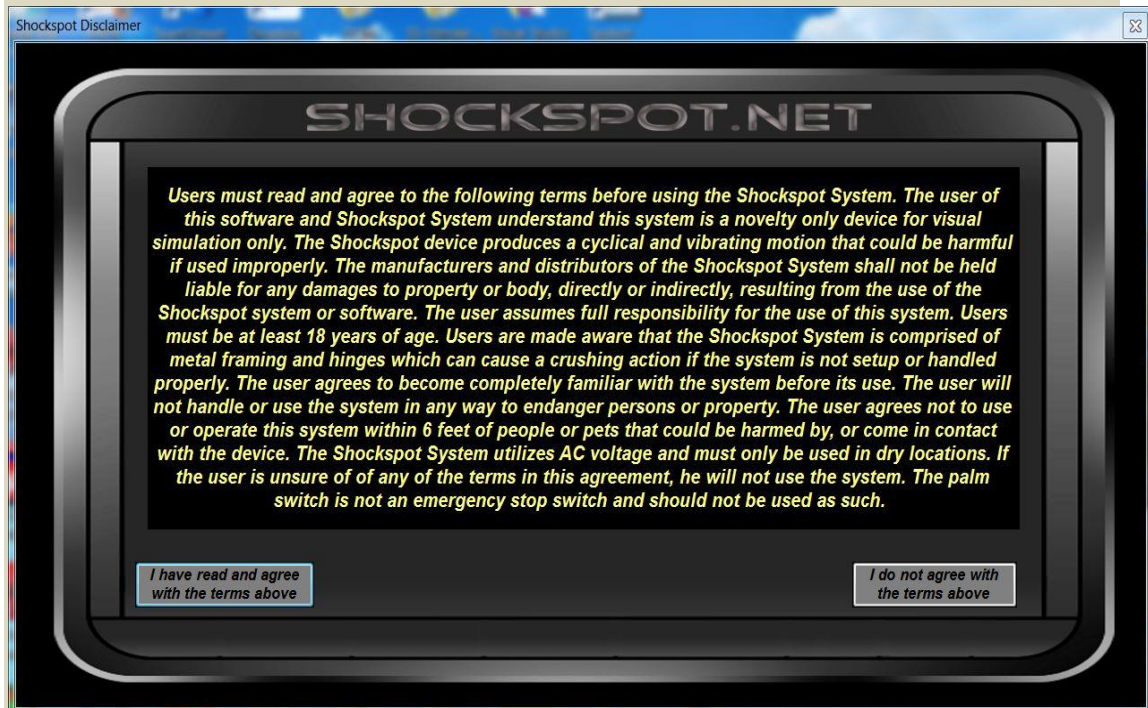 Shockspot Disclaimer
SHOCKSPOT.NET
Users must read and agree to the following terms before using the Shockspot System. The user of
this software and Shockspot System understand this system is a novelty only device for visual
simulation only. The Shockspot device produces a cyclical and vibrating motion that could be harmful
if used improperly. The manufacturers and distributors of the Shockspot System shall not be held
liable for any damages to property or body, directly or indirectly, resulting from the use of the
Shockspot system or software. The user assumes full responsibility for the use of this system. Users
must be at least 18 years of age. Users are made aware that the Shockspot System is comprised of
metal framing and hinges which can cause a crushing action if the system is not setup or handled
properly. The user agrees to become completely familiar with the system before its use. The user will
not handle or use the system in any way to endanger persons or property. The user agrees not to use
or operate this system within 6 feet of people or pets that could be harmed by, or come in contact
with the device. The Shockspot System utilizes AC voltage and must only be used in dry locations. If
the user is unsure of of any of the terms in this agreement, he will not use the system. The palm
switch is not an emergency stop switch and should not be used as such.
I have read and agree
with the terms above
I do not agree with
the terms above